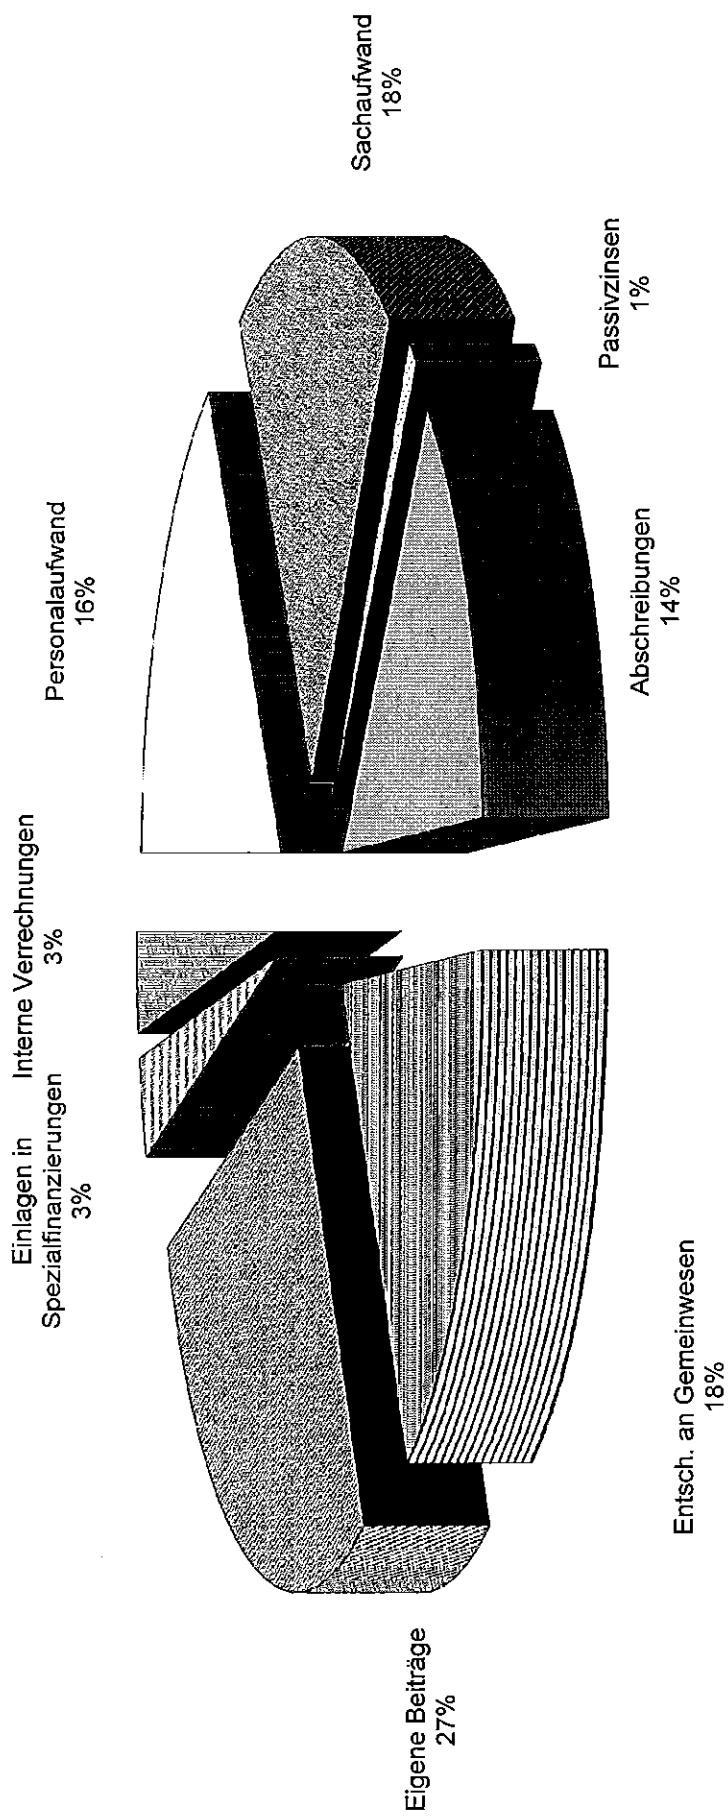 Personalaufwand
16%
Sachaufwand
18%
Passivzinsen
1%
Abschreibungen
14%
Entsch. an Gemeinwesen
18%
Eigene Beiträge
27%
Einlagen in
Spezialfinanzierungen
3%
Interne Verrechnungen
3%